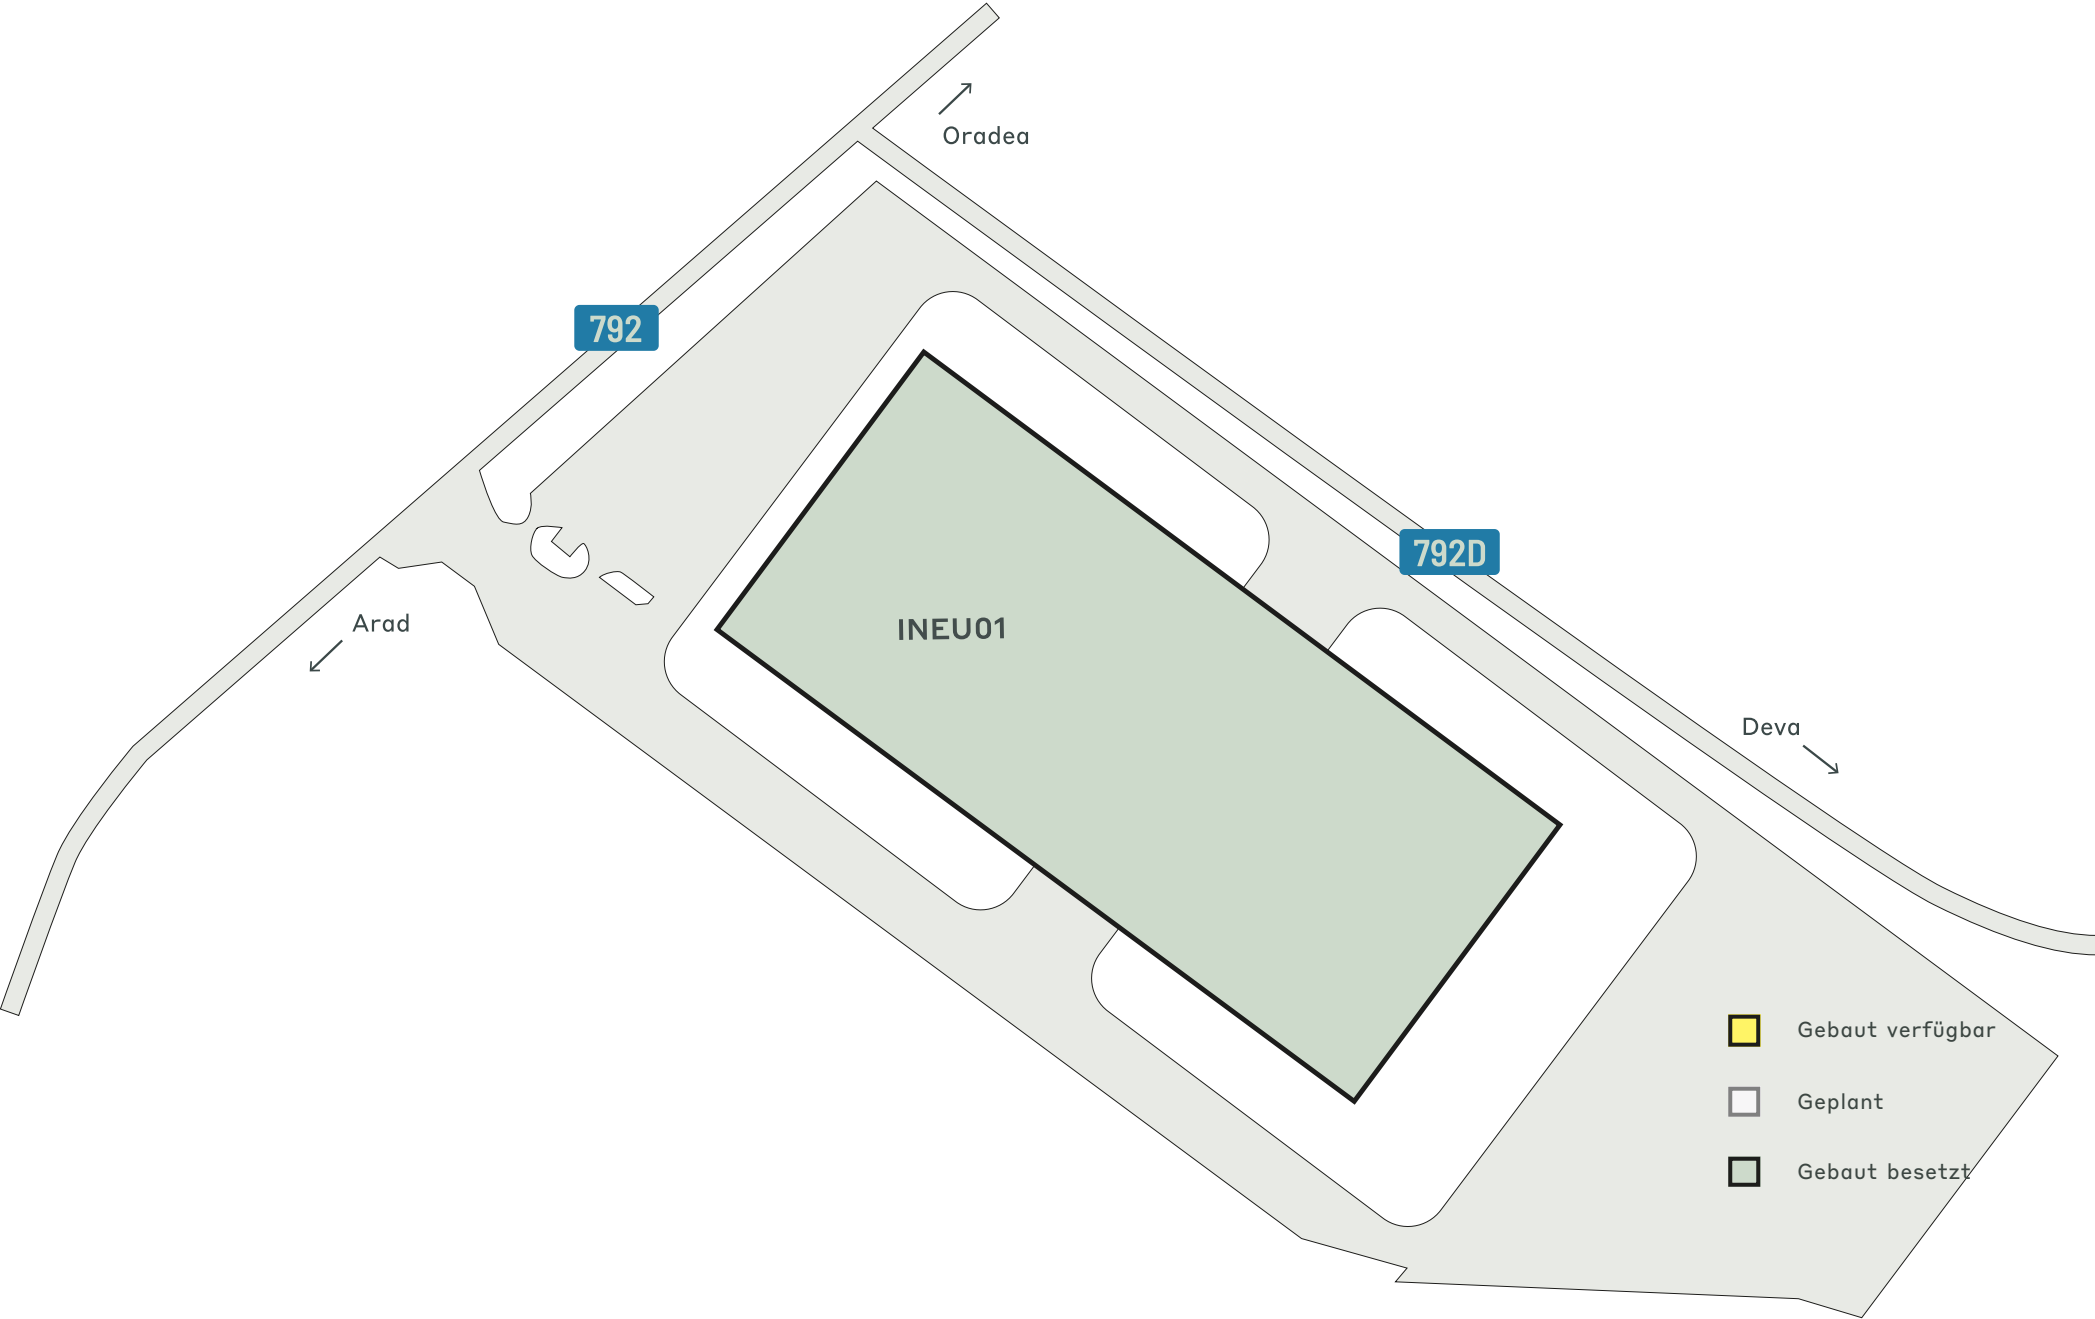 Oradea
792
792D
Arad
INEU01
Deva
Gebaut verfügbar
Geplant
Gebaut besetzt